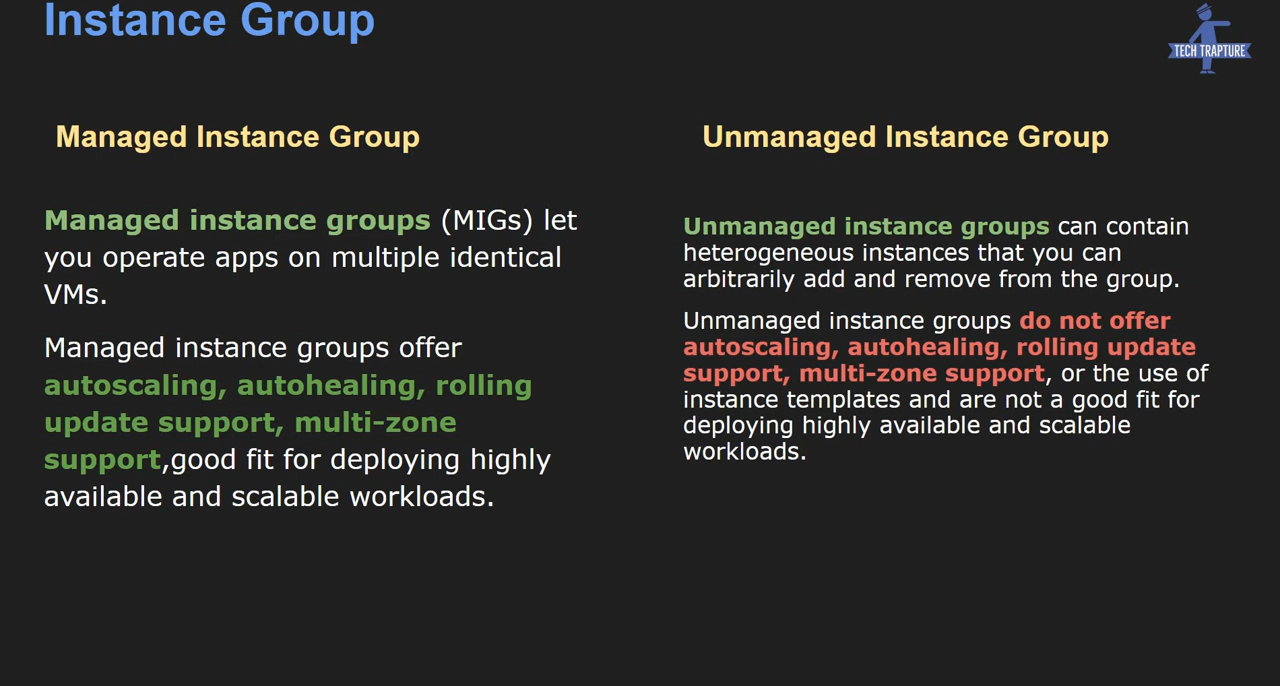 Instance Group
TECH TRAPTURE
Managed Instance Group
Managed instance groups (MIGs) let
you operate apps on multiple identical
VMs.
Managed instance groups offer
autoscaling, autohealing, rolling
update support, multi-zone
support,good fit for deploying highly
available and scalable workloads.
Unmanaged Instance Group
Unmanaged instance groups can contain
heterogeneous instances that you can
arbitrarily add and remove from the group.
Unmanaged instance groups do not offer
autoscaling, autohealing, rolling update
support, multi-zone support, or the use of
instance templates and are not a good fit for
deploying highly available and scalable
workloads.